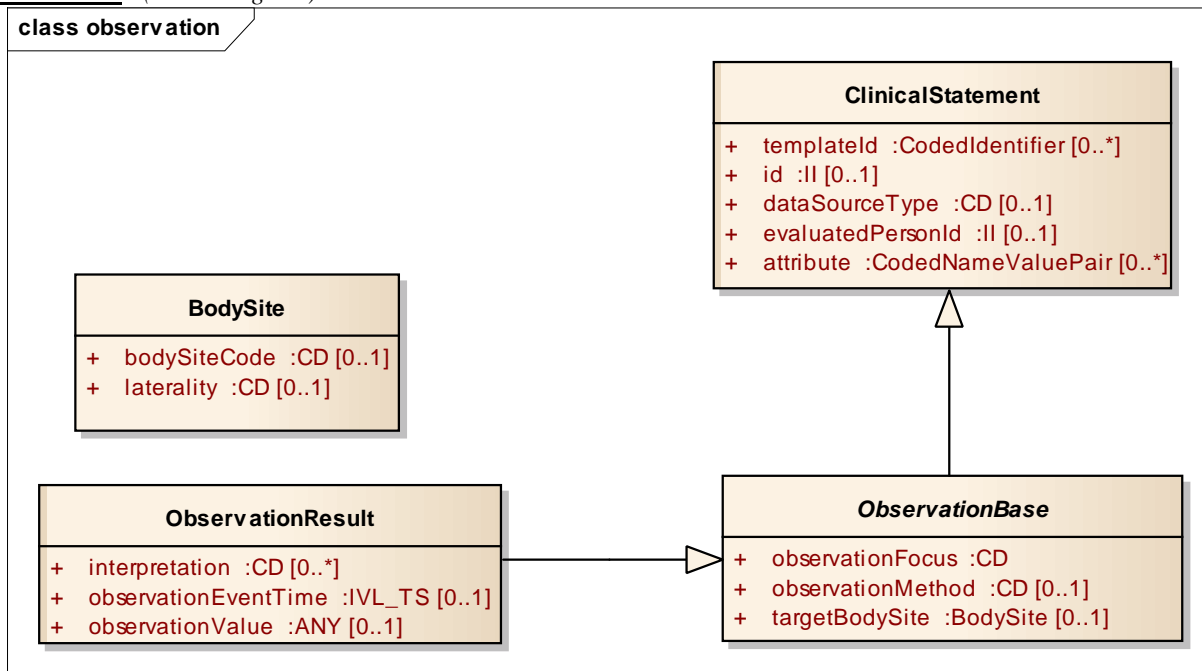 class observation
ClinicalStatement
+ templateId :CodedIdentifier [0..*]
+ id :II [0..1]
+ dataSourceType :CD [0..1]
+ evaluatedPersonId :II [0..1]
+ attribute :CodedNameValuePair [0..*]
BodySite
+ bodySiteCode :CD [0..1]
+ laterality :CD [0..1]
ObservationResult
+ interpretation :CD [0..*]
+ observationEventTime :IVL_TS [0..1]
+ observationValue :ANY [0..1]
ObservationBase
+ observationFocus :CD
+ observationMethod :CD [0..1]
+ targetBodySite :BodySite [0..1]